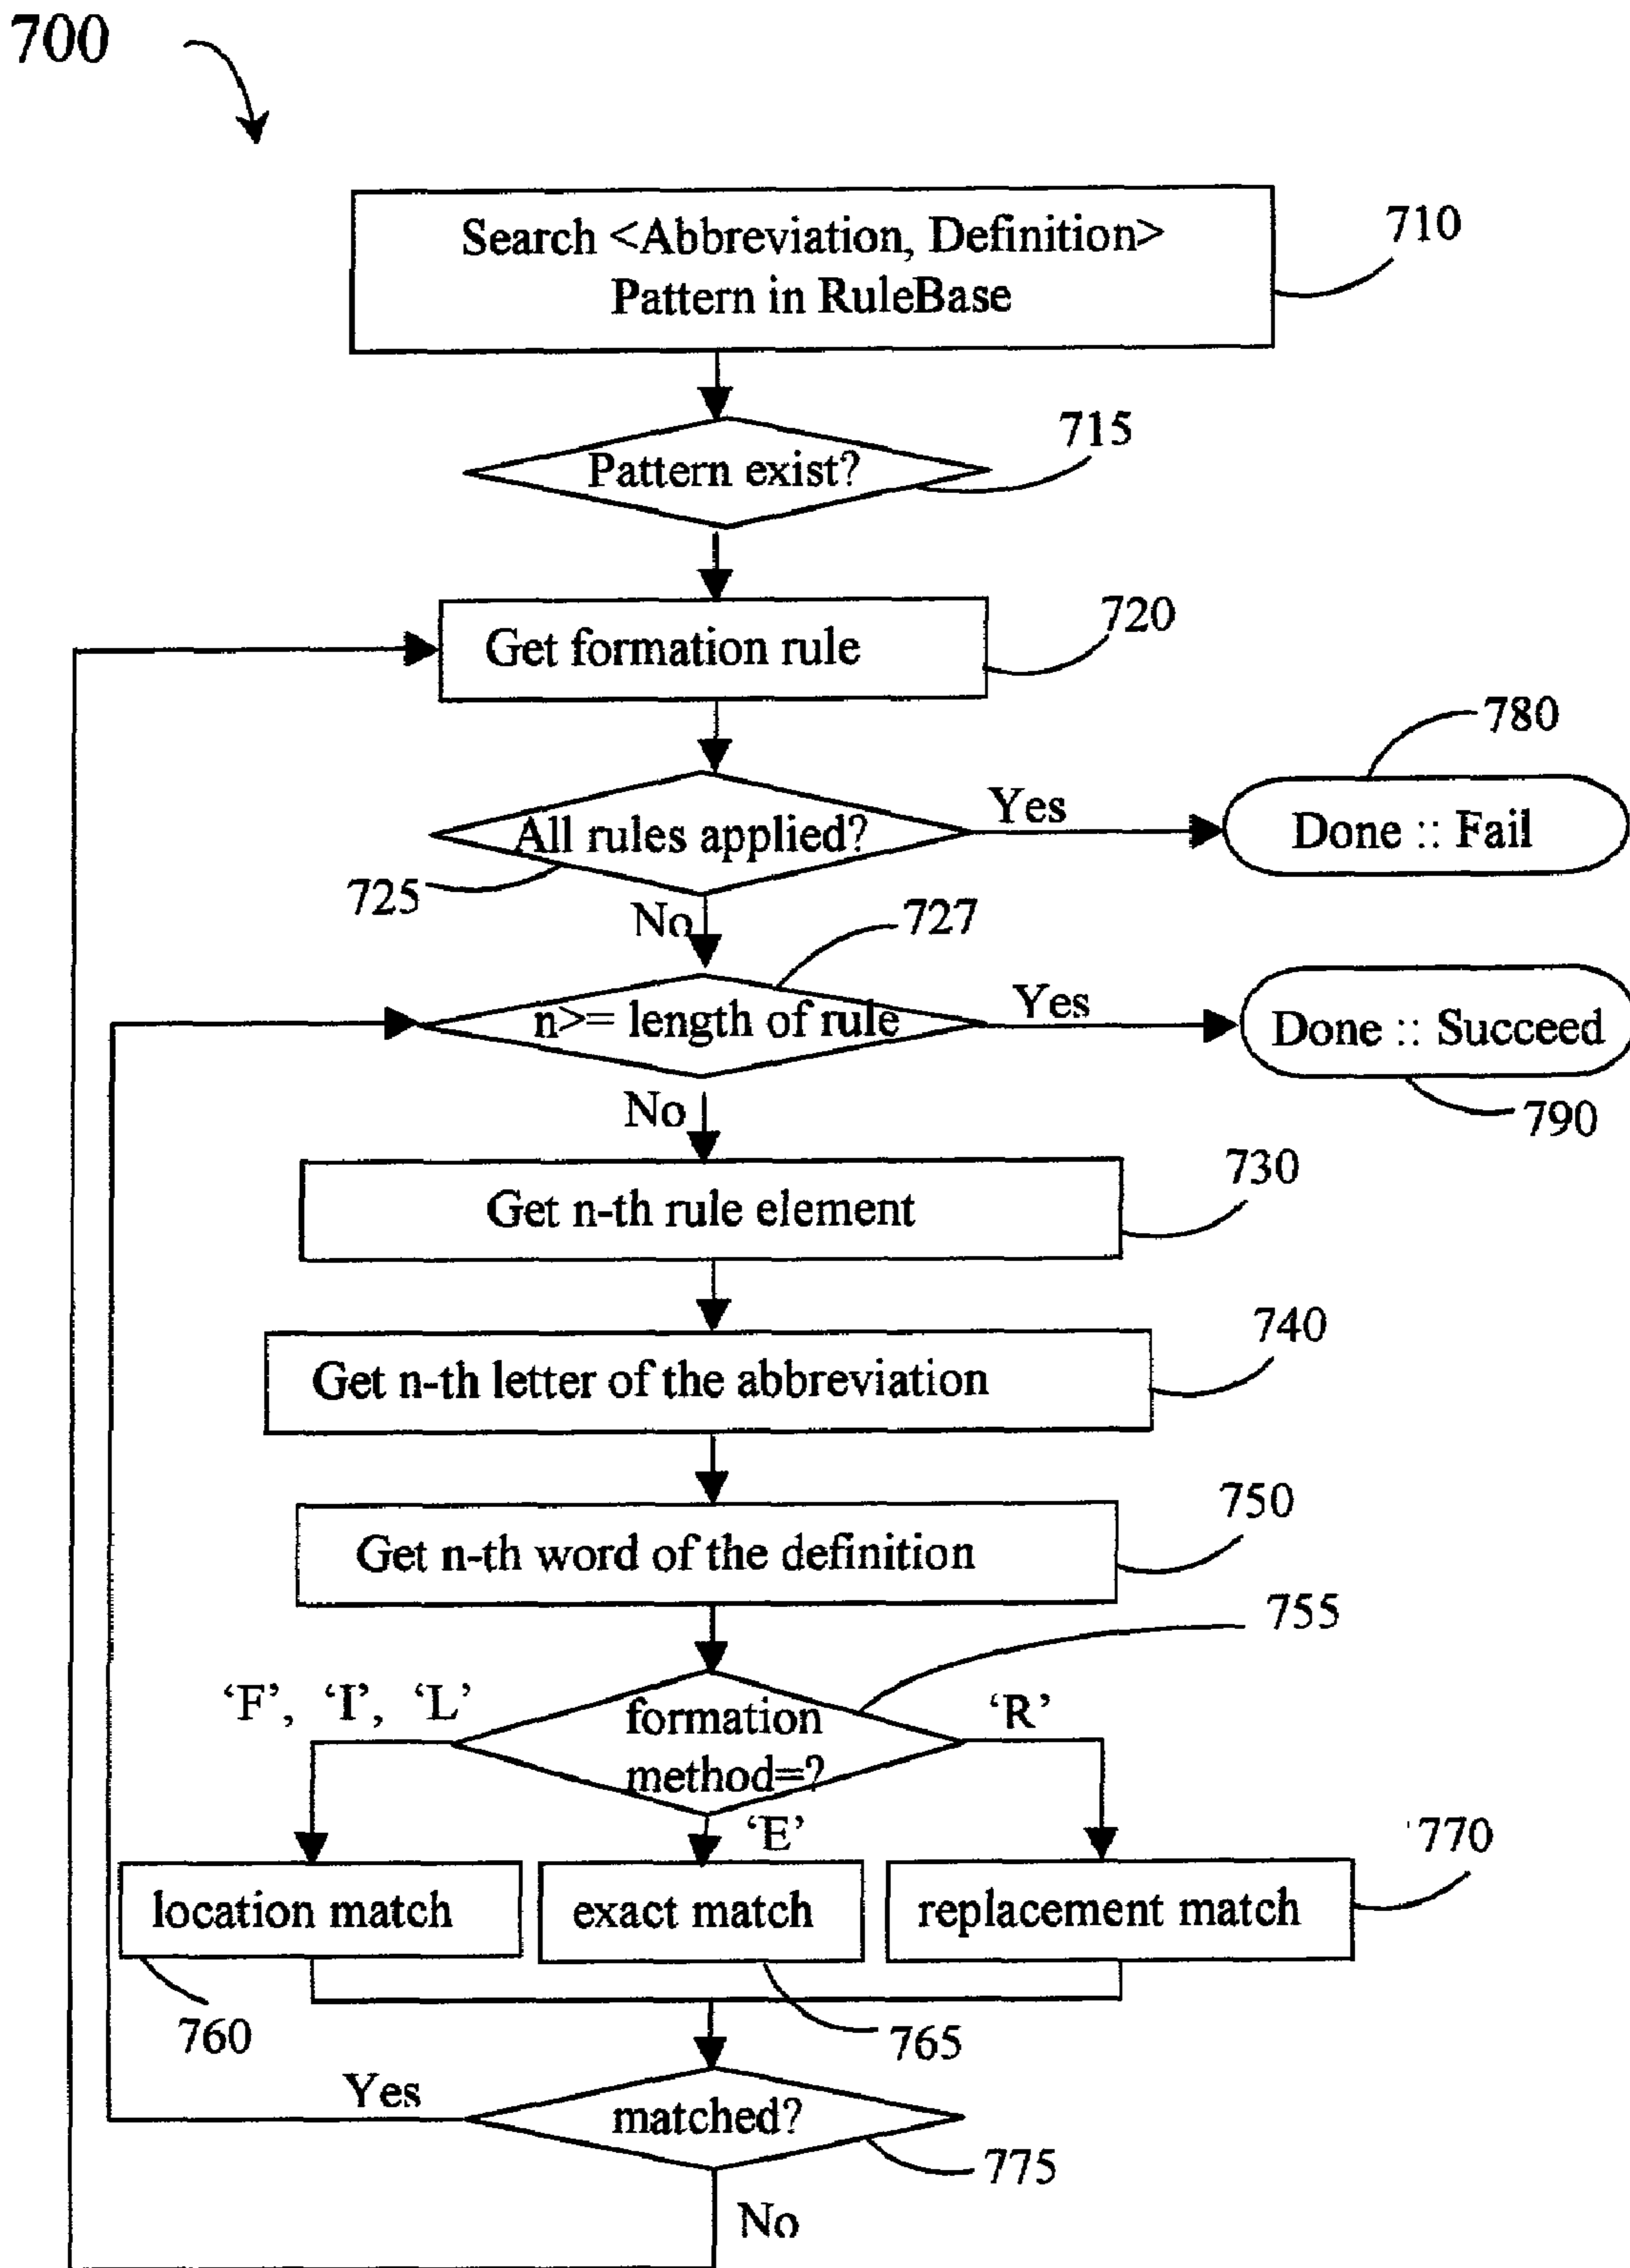 700
Search <Abbreviation, Definition>
Pattern in RuleBase
710
Pattern exist?
715
Get formation rule
720
All rules applied?
725
Yes
Done :: Fail
780
No
727
n>= length of rule
Yes
Done :: Succeed
790
No
Get n-th rule element
730
Get n-th letter of the abbreviation
740
Get n-th word of the definition
750
755
‘F’, ‘I’, ‘L’
formation
method=?
‘R’
‘E’
location match
exact match
replacement match
770
760
765
Yes
matched?
775
No